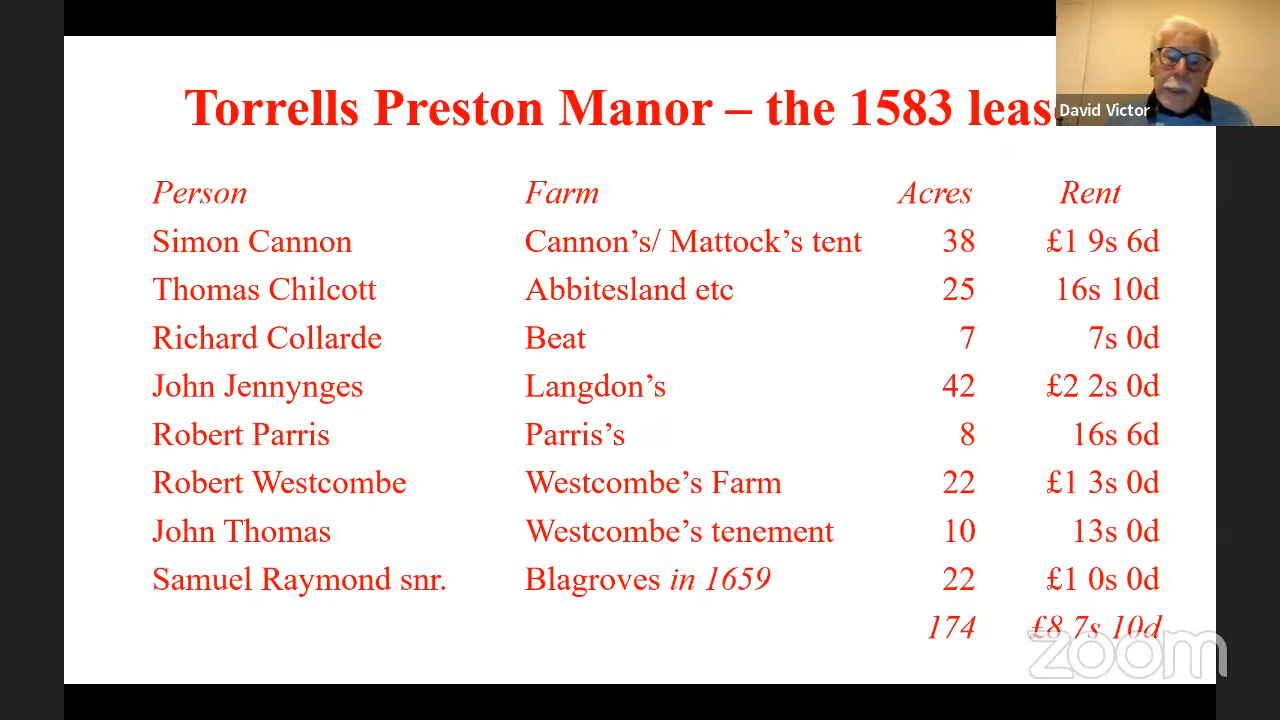 Torrells Preston Manor – the 1583 leas
David Victor
Person Farm Acres Rent
Simon Cannon Cannon’s/ Mattock’s tent 38 £1 9s 6d
Thomas Chilcott Abbitesland etc 25 16s 10d
Richard Collarde Beat 7 7s 0d
John Jennynges Langdon’s 42 £2 2s 0d
Robert Parris Parris’s 8 16s 6d
Robert Westcombe Westcombe’s Farm 22 £1 3s 0d
John Thomas Westcombe’s tenement 10 13s 0d
Samuel Raymond snr. Blagroves in 1659 22 £1 0s 0d
174 £8 7s 10d
zoom